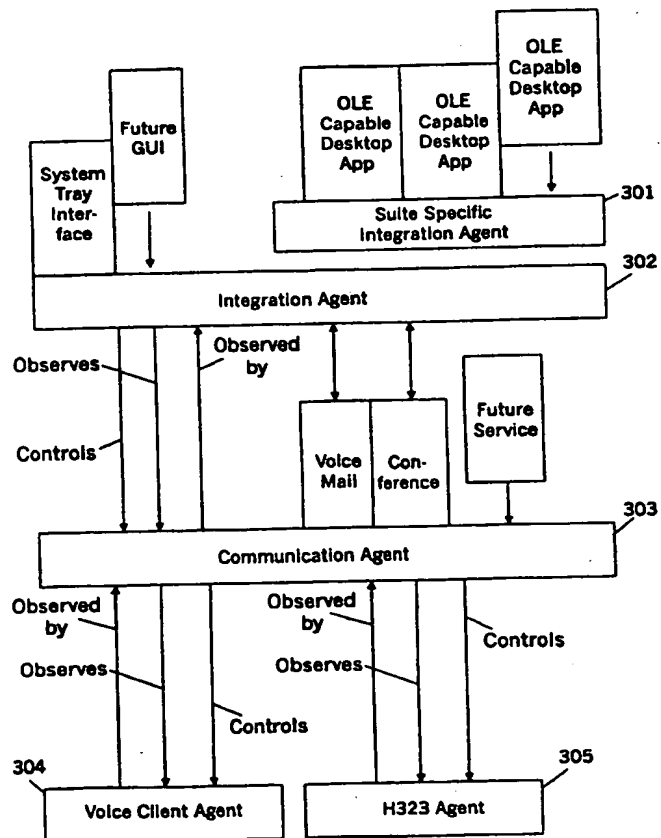 OLE
Capable
Desktop
App
Future
GUI
OLE
Capable
Desktop
App
OLE
Capable
Desktop
App
System
Tray
Inter-
face
301
Suite Specific
Integration Agent
302
Integration Agent
Observes
Observed
by
Controls
Voice
Mail
Con-
ference
Future
Service
303
Communication Agent
Observed
by
Observes
Controls
Observed
by
Observes
Controls
304
Voice Client Agent
305
H323 Agent